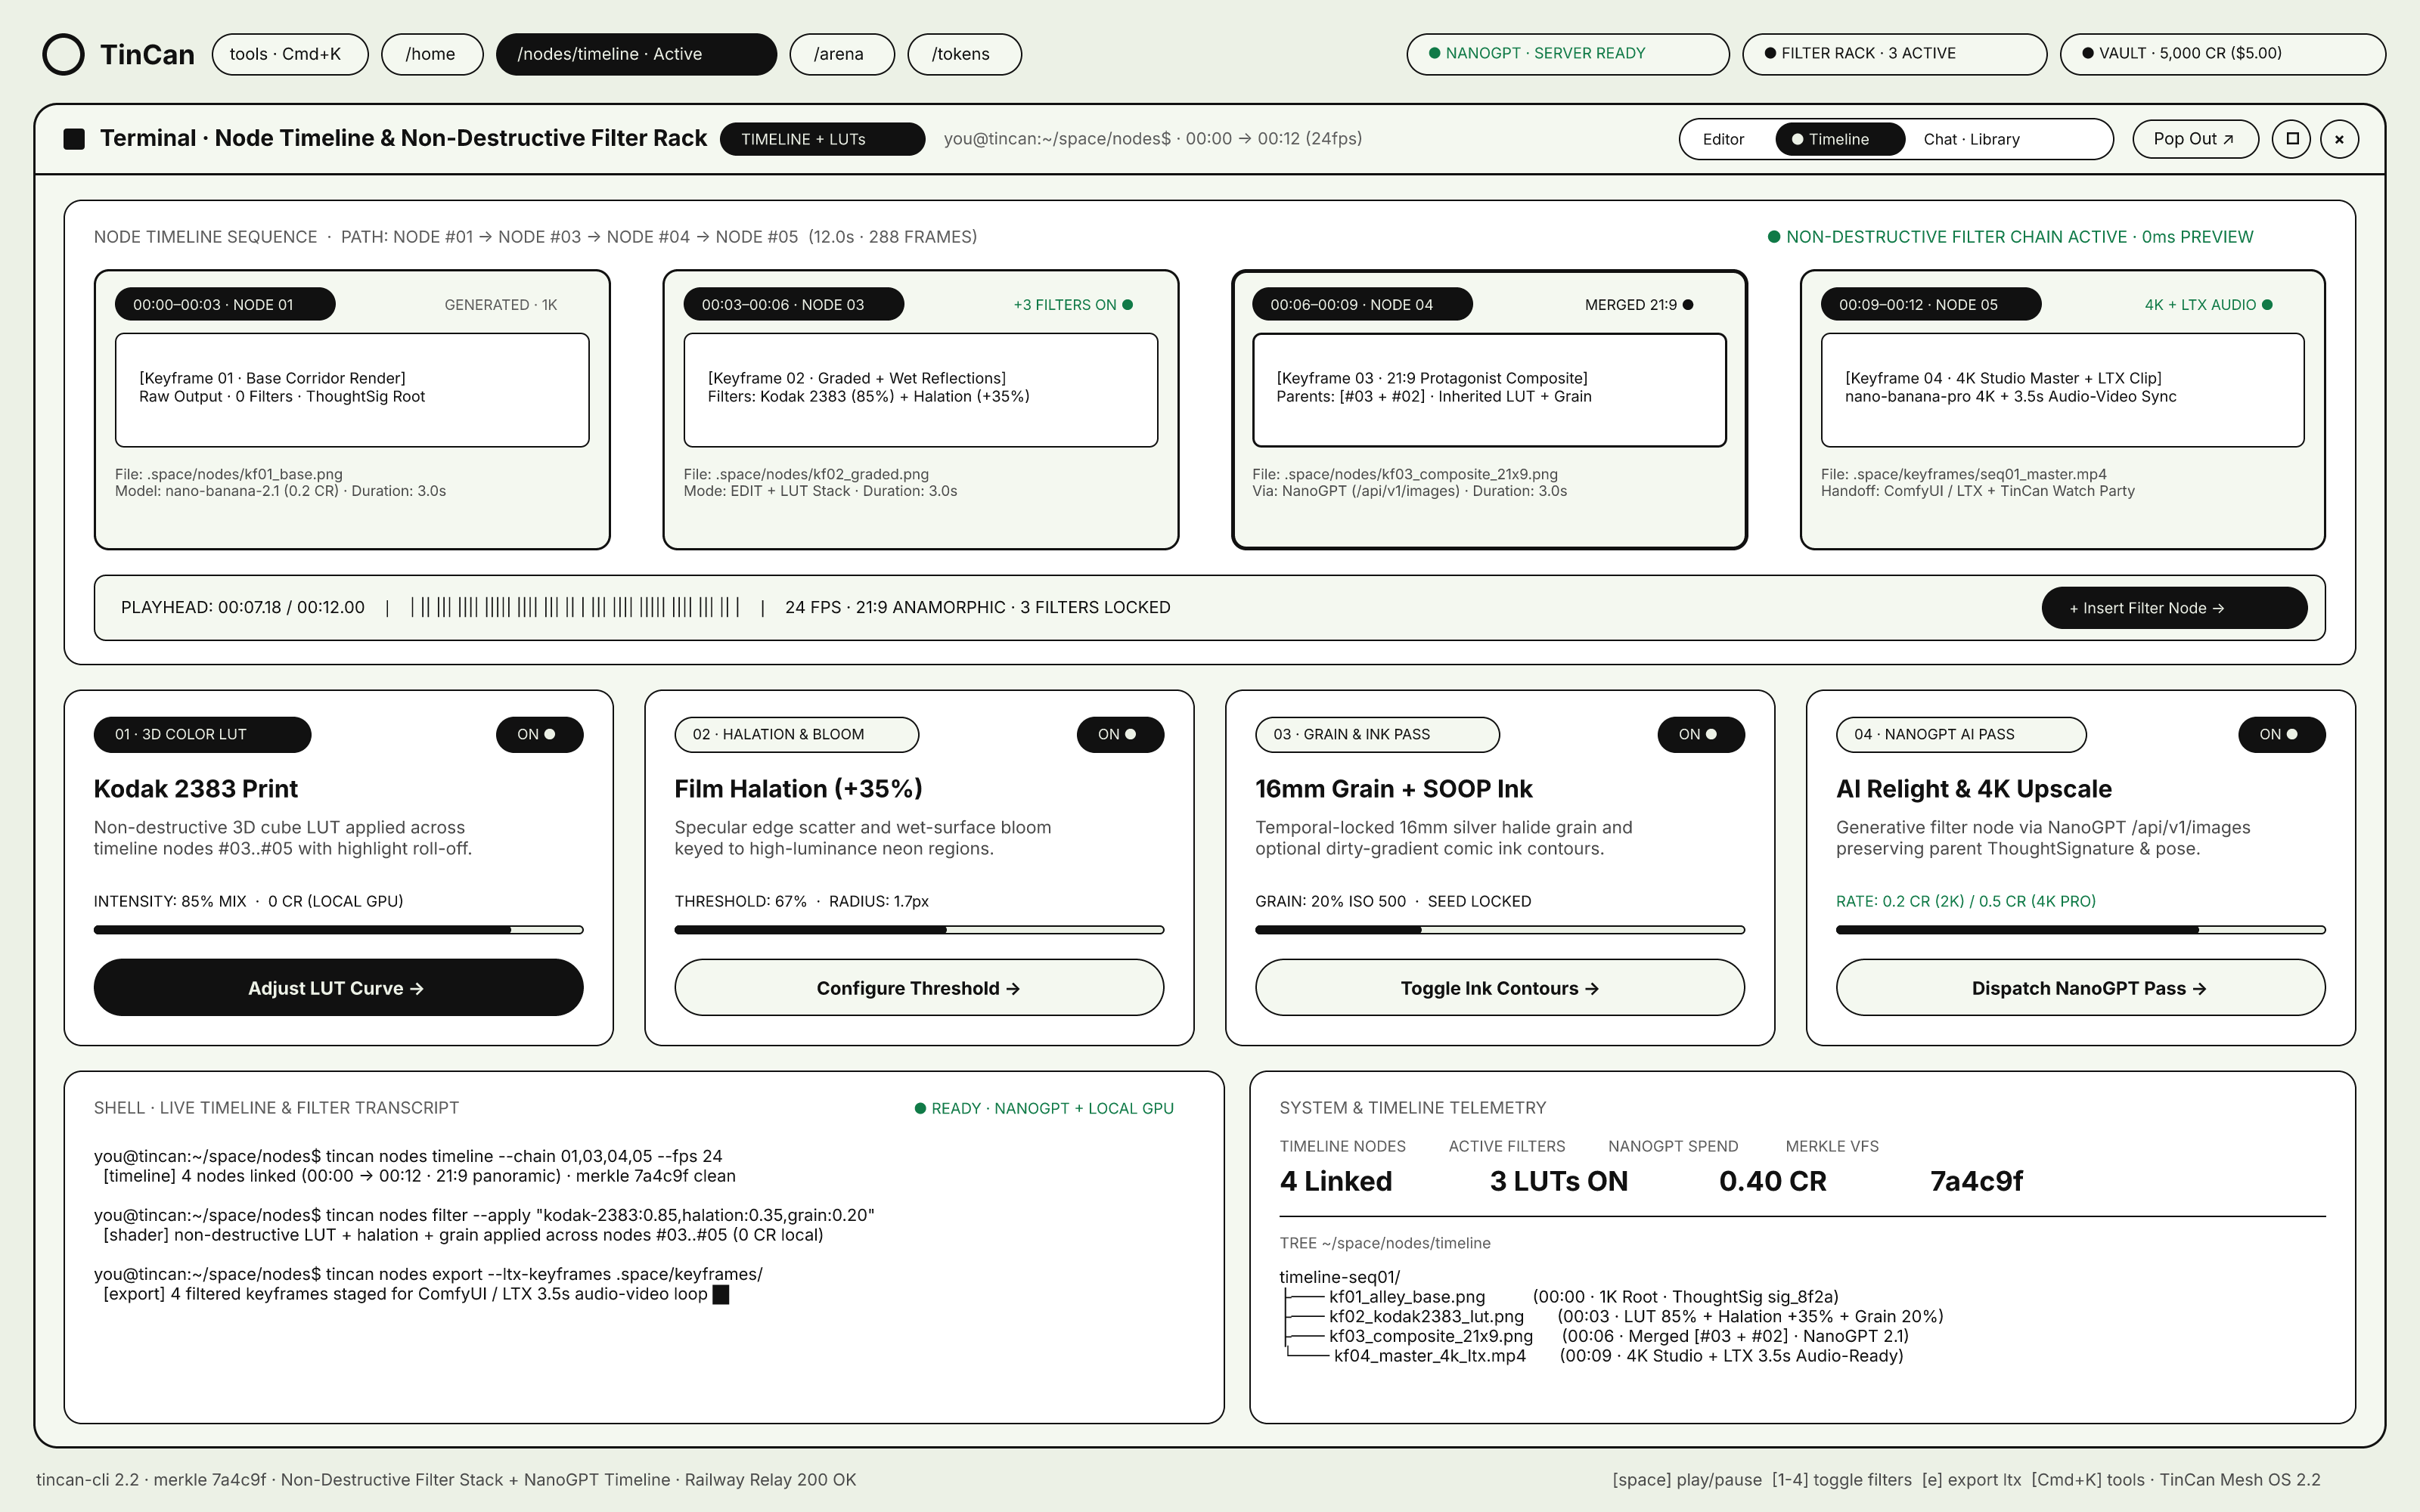 TinCan
tools · Cmd+K
/home
/nodes/timeline · Active
/arena
/tokens
● NANOGPT · SERVER READY
● FILTER RACK · 3 ACTIVE
● VAULT · 5,000 CR ($5.00)
Terminal · Node Timeline & Non-Destructive Filter Rack
TIMELINE + LUTs
you@tincan:~/space/nodes$ · 00:00 → 00:12 (24fps)
Editor
● Timeline
Chat · Library
Pop Out ↗
×
NODE TIMELINE SEQUENCE · PATH: NODE #01 → NODE #03 → NODE #04 → NODE #05 (12.0s · 288 FRAMES)
● NON-DESTRUCTIVE FILTER CHAIN ACTIVE · 0ms PREVIEW
00:00–00:03 · NODE 01
GENERATED · 1K
[Keyframe 01 · Base Corridor Render]
Raw Output · 0 Filters · ThoughtSig Root
File: .space/nodes/kf01_base.png
Model: nano-banana-2.1 (0.2 CR) · Duration: 3.0s
00:03–00:06 · NODE 03
+3 FILTERS ON ●
[Keyframe 02 · Graded + Wet Reflections]
Filters: Kodak 2383 (85%) + Halation (+35%)
File: .space/nodes/kf02_graded.png
Mode: EDIT + LUT Stack · Duration: 3.0s
00:06–00:09 · NODE 04
MERGED 21:9 ●
[Keyframe 03 · 21:9 Protagonist Composite]
Parents: [#03 + #02] · Inherited LUT + Grain
File: .space/nodes/kf03_composite_21x9.png
Via: NanoGPT (/api/v1/images) · Duration: 3.0s
00:09–00:12 · NODE 05
4K + LTX AUDIO ●
[Keyframe 04 · 4K Studio Master + LTX Clip]
nano-banana-pro 4K + 3.5s Audio-Video Sync
File: .space/keyframes/seq01_master.mp4
Handoff: ComfyUI / LTX + TinCan Watch Party
PLAYHEAD: 00:07.18 / 00:12.00 | | || ||| |||| ||||| |||| ||| || | ||| |||| ||||| |||| ||| || | | 24 FPS · 21:9 ANAMORPHIC · 3 FILTERS LOCKED
+ Insert Filter Node →
01 · 3D COLOR LUT
ON ●
Kodak 2383 Print
Non-destructive 3D cube LUT applied across
timeline nodes #03..#05 with highlight roll-off.
INTENSITY: 85% MIX · 0 CR (LOCAL GPU)
Adjust LUT Curve →
02 · HALATION & BLOOM
ON ●
Film Halation (+35%)
Specular edge scatter and wet-surface bloom
keyed to high-luminance neon regions.
THRESHOLD: 67% · RADIUS: 1.7px
Configure Threshold →
03 · GRAIN & INK PASS
ON ●
16mm Grain + SOOP Ink
Temporal-locked 16mm silver halide grain and
optional dirty-gradient comic ink contours.
GRAIN: 20% ISO 500 · SEED LOCKED
Toggle Ink Contours →
04 · NANOGPT AI PASS
ON ●
AI Relight & 4K Upscale
Generative filter node via NanoGPT /api/v1/images
preserving parent ThoughtSignature & pose.
RATE: 0.2 CR (2K) / 0.5 CR (4K PRO)
Dispatch NanoGPT Pass →
SHELL · LIVE TIMELINE & FILTER TRANSCRIPT
● READY · NANOGPT + LOCAL GPU
you@tincan:~/space/nodes$ tincan nodes timeline --chain 01,03,04,05 --fps 24
[timeline] 4 nodes linked (00:00 → 00:12 · 21:9 panoramic) · merkle 7a4c9f clean
you@tincan:~/space/nodes$ tincan nodes filter --apply "kodak-2383:0.85,halation:0.35,grain:0.20"
[shader] non-destructive LUT + halation + grain applied across nodes #03..#05 (0 CR local)
you@tincan:~/space/nodes$ tincan nodes export --ltx-keyframes .space/keyframes/
[export] 4 filtered keyframes staged for ComfyUI / LTX 3.5s audio-video loop █
SYSTEM & TIMELINE TELEMETRY
TIMELINE NODES ACTIVE FILTERS NANOGPT SPEND MERKLE VFS
4 Linked 3 LUTs ON 0.40 CR 7a4c9f
TREE ~/space/nodes/timeline
timeline-seq01/
├── kf01_alley_base.png (00:00 · 1K Root · ThoughtSig sig_8f2a)
├── kf02_kodak2383_lut.png (00:03 · LUT 85% + Halation +35% + Grain 20%)
├── kf03_composite_21x9.png (00:06 · Merged [#03 + #02] · NanoGPT 2.1)
└── kf04_master_4k_ltx.mp4 (00:09 · 4K Studio + LTX 3.5s Audio-Ready)
tincan-cli 2.2 · merkle 7a4c9f · Non-Destructive Filter Stack + NanoGPT Timeline · Railway Relay 200 OK
[space] play/pause [1-4] toggle filters [e] export ltx [Cmd+K] tools · TinCan Mesh OS 2.2